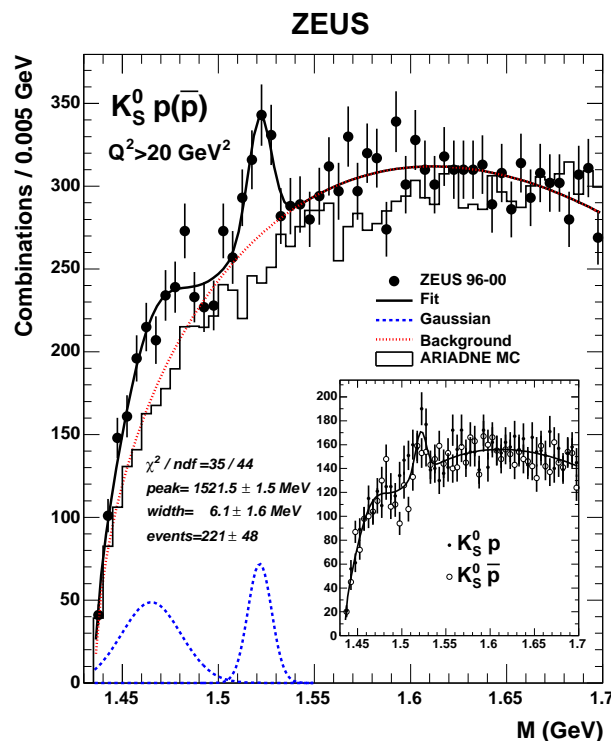 ZEUS
Combinations / 0.005 GeV
K⁰_S p(p̄)
Q²>20 GeV²
350
300
250
200
150
100
50
0
ZEUS 96-00
Fit
Gaussian
Background
ARIADNE MC
χ² / ndf =35 / 44
peak= 1521.5 ± 1.5 MeV
width= 6.1 ± 1.6 MeV
events=221 ± 48
200
180
160
140
120
100
80
60
40
20
0
K⁰_S p
K⁰_S p̄
1.45 1.5 1.55 1.6 1.65 1.7
1.45 1.5 1.55 1.6 1.65 1.7
M (GeV)